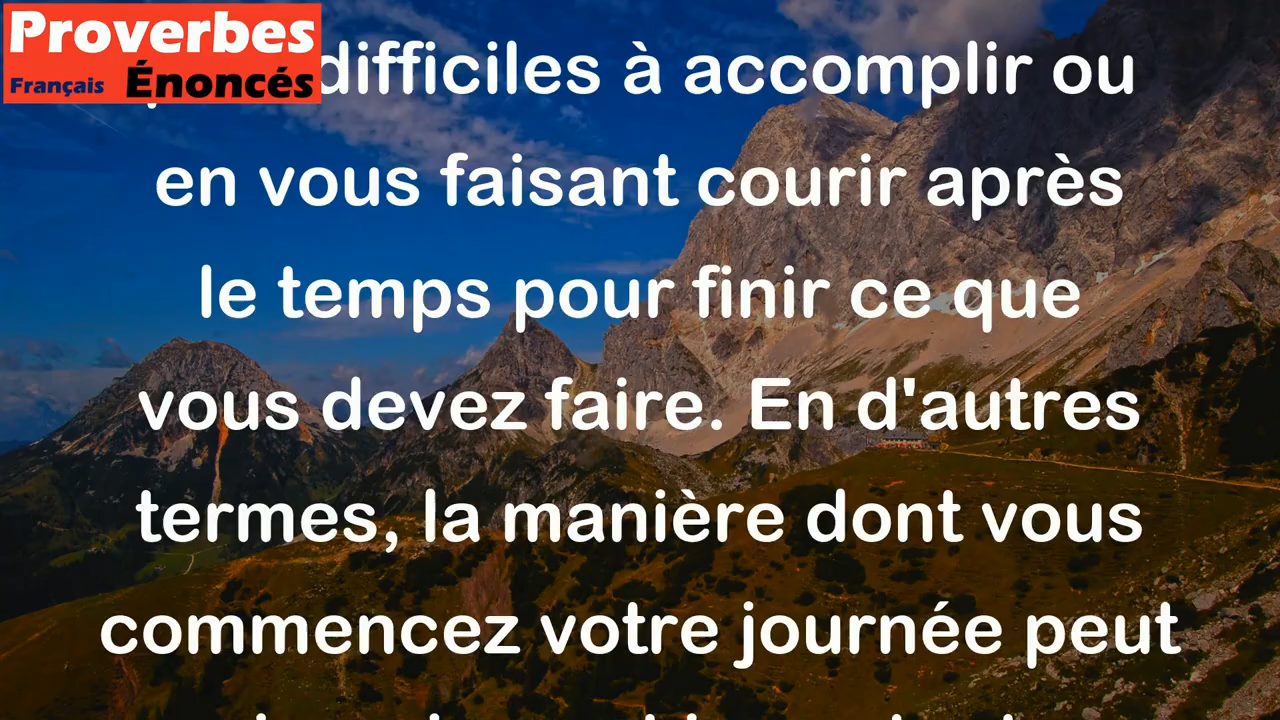 Proverbes
Français Énoncés
difficiles à accomplir ou
en vous faisant courir après
le temps pour finir ce que
vous devez faire. En d'autres
termes, la manière dont vous
commencez votre journée peut